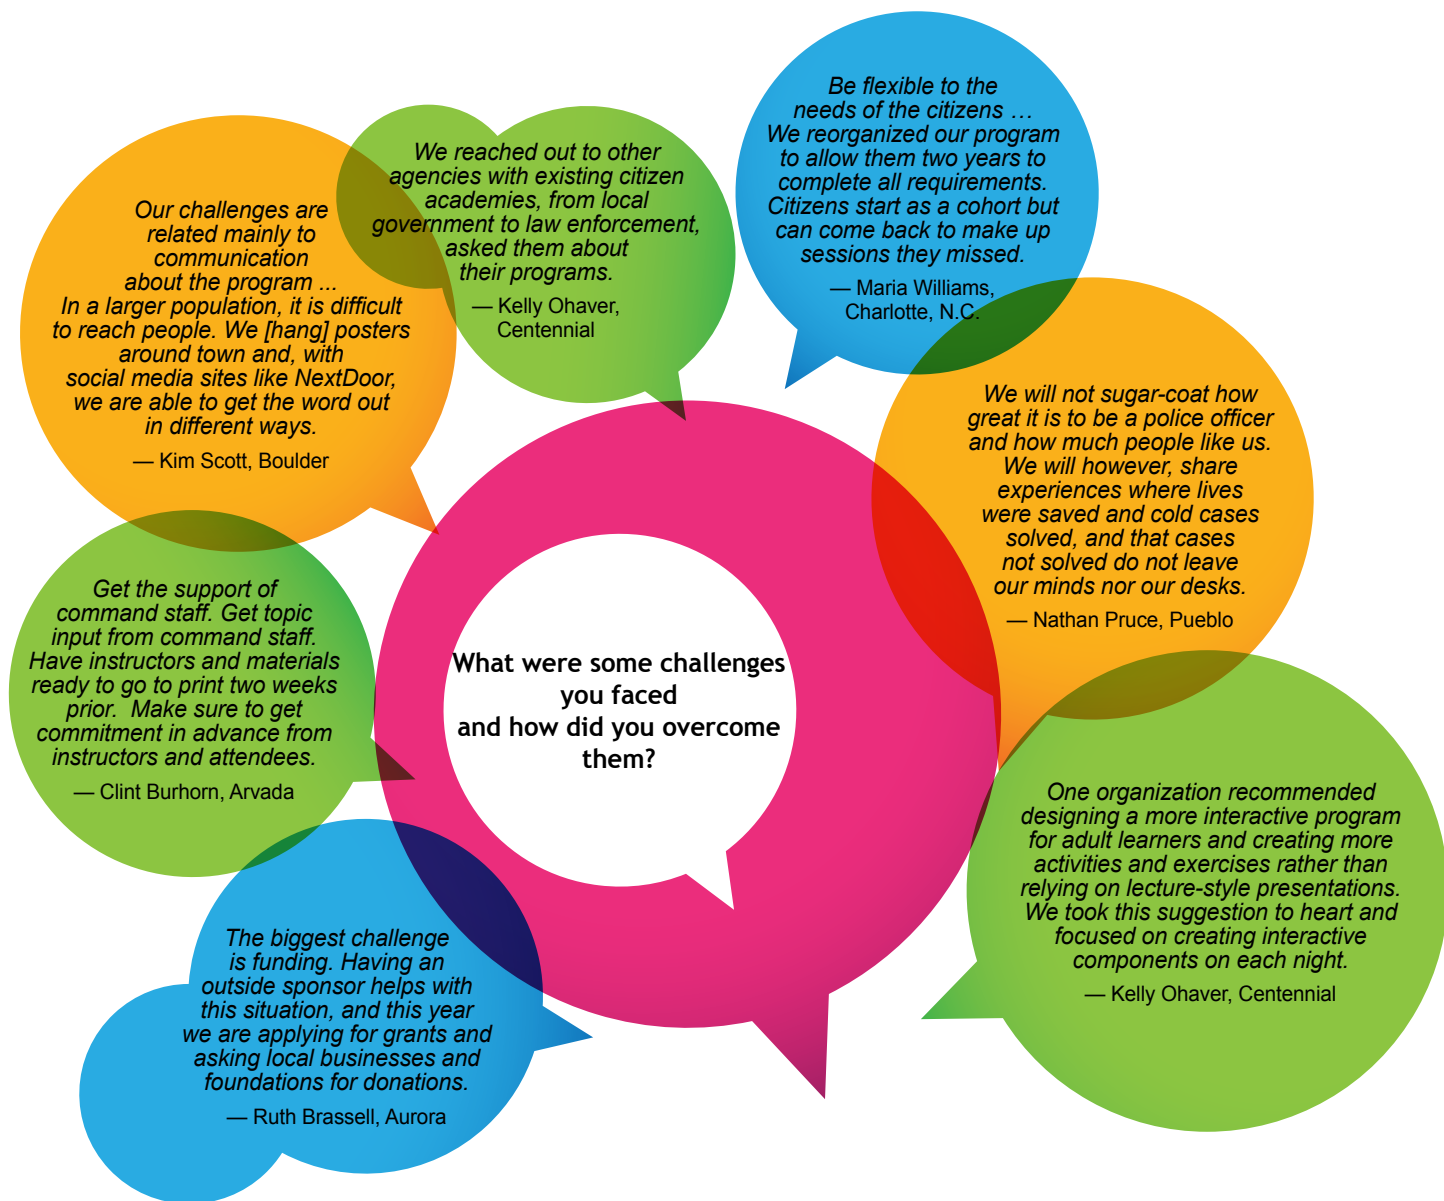 Be flexible to the
needs of the citizens …
We reorganized our program
to allow them two years to
complete all requirements.
Citizens start as a cohort but
can come back to make up
sessions they missed.
— Maria Williams,
Charlotte, N.C.
We reached out to other
agencies with existing citizen
academies, from local
government to law enforcement,
asked them about
their programs.
— Kelly Ohaver,
Centennial
Our challenges are
related mainly to
communication
about the program ...
In a larger population, it is difficult
to reach people. We [hang] posters
around town and, with
social media sites like NextDoor,
we are able to get the word out
in different ways.
— Kim Scott, Boulder
We will not sugar-coat how
great it is to be a police officer
and how much people like us.
We will however, share
experiences where lives
were saved and cold cases
solved, and that cases
not solved do not leave
our minds nor our desks.
— Nathan Pruce, Pueblo
Get the support of
command staff. Get topic
input from command staff.
Have instructors and materials
ready to go to print two weeks
prior.  Make sure to get
commitment in advance from
instructors and attendees.
— Clint Burhorn, Arvada
What were some challenges
you faced
and how did you overcome
them?
One organization recommended
designing a more interactive program
for adult learners and creating more
activities and exercises rather than
relying on lecture-style presentations.
We took this suggestion to heart and
focused on creating interactive
components on each night.
— Kelly Ohaver, Centennial
The biggest challenge
is funding. Having an
outside sponsor helps with
this situation, and this year
we are applying for grants and
asking local businesses and
foundations for donations.
— Ruth Brassell, Aurora